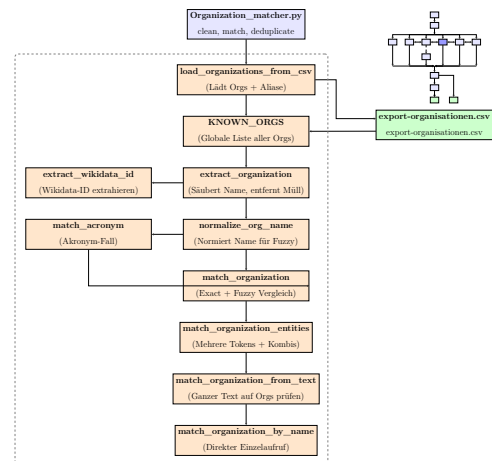 Organization_matcher.py
clean, match, deduplicate
load_organizations_from_csv
(Lädt Orgs + Aliase)
export-organisationen.csv
export-organisationen.csv
KNOWN_ORGS
(Globale Liste aller Orgs)
extract_wikidata_id
(Wikidata-ID extrahieren)
extract_organization
(Säubert Name, entfernt Müll)
match_acronym
(Akronym-Fall)
normalize_org_name
(Normiert Name für Fuzzy)
match_organization
(Exact + Fuzzy Vergleich)
match_organization_entities
(Mehrere Tokens + Kombis)
match_organization_from_text
(Ganzer Text auf Orgs prüfen)
match_organization_by_name
(Direkter Einzelaufruf)